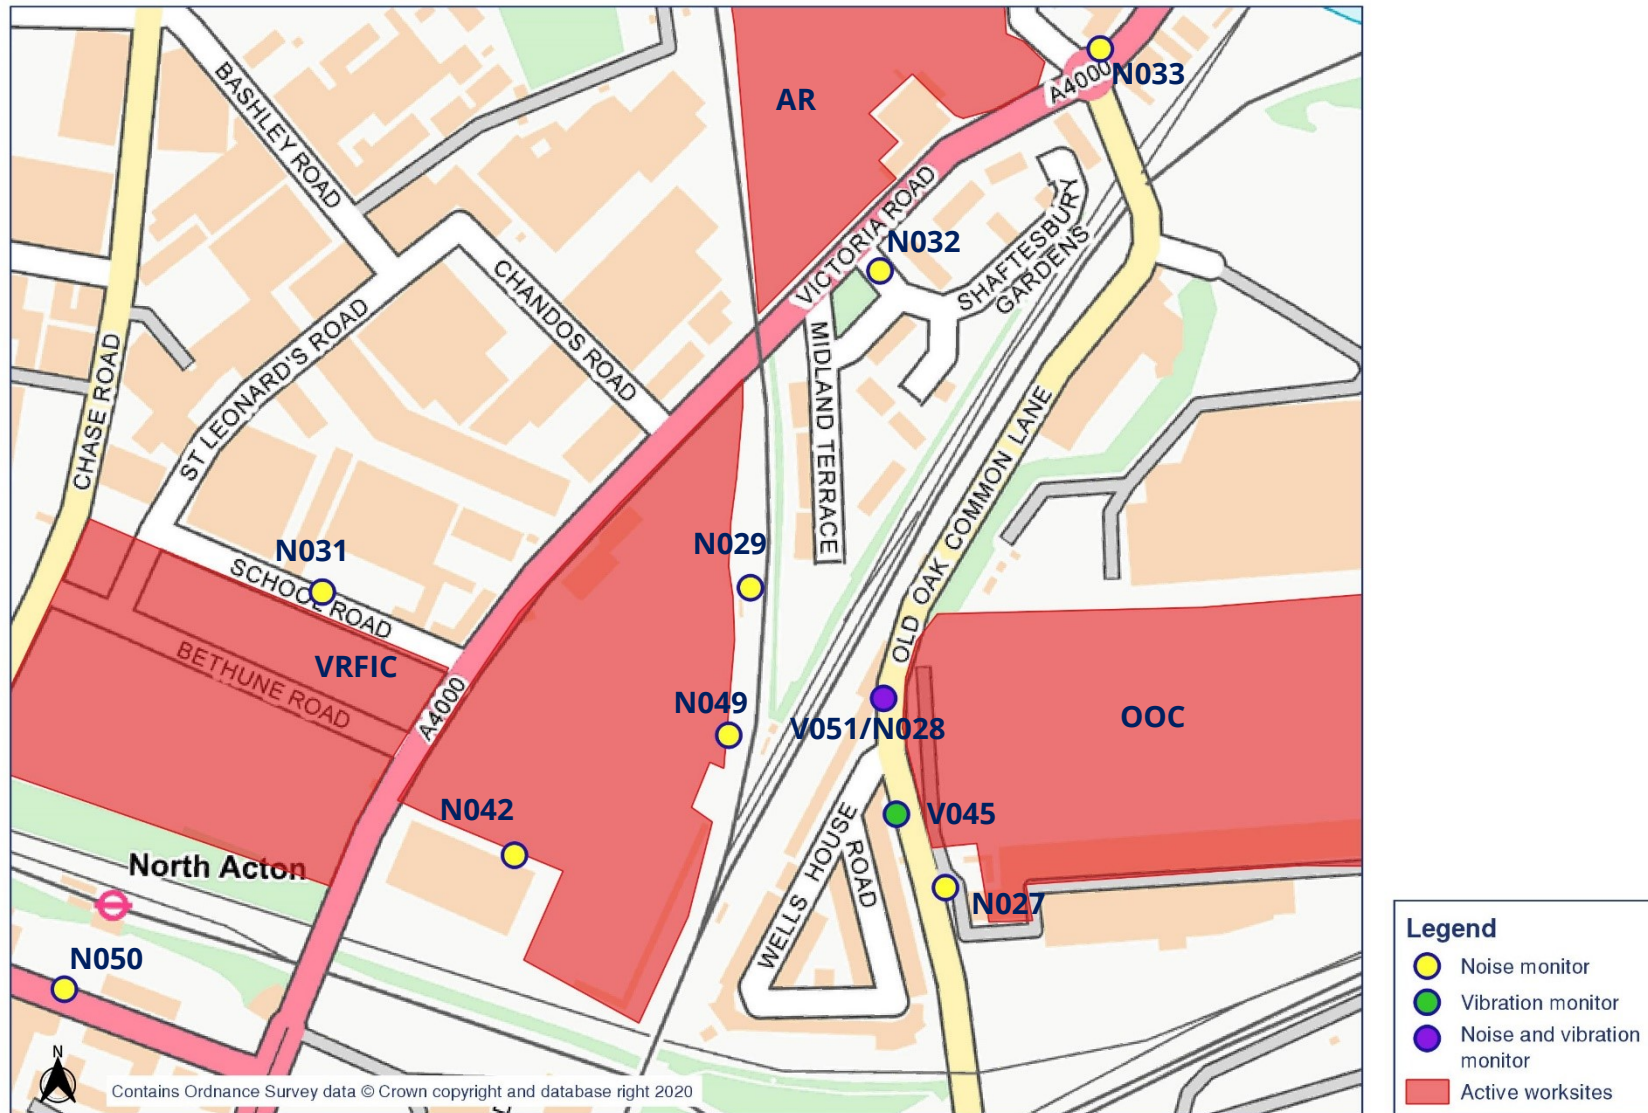 AR
A4000
N033
BASHLEY ROAD
VICTORIA ROAD
N032
SHAFTESBURY
GARDENS
CHANDOS ROAD
ST LEONARD'S ROAD
CHASE ROAD
MIDLAND TERRACE
OLD OAK COMMON LANE
N031
SCHOOL ROAD
N029
VRFIC
BETHUNE ROAD
A4000
N049
V051/N028
OOC
N042
V045
North Acton
WELLS HOUSE
ROAD
N027
N050
N
Contains Ordnance Survey data © Crown copyright and database right 2020
Legend
Noise monitor
Vibration monitor
Noise and vibration
monitor
Active worksites